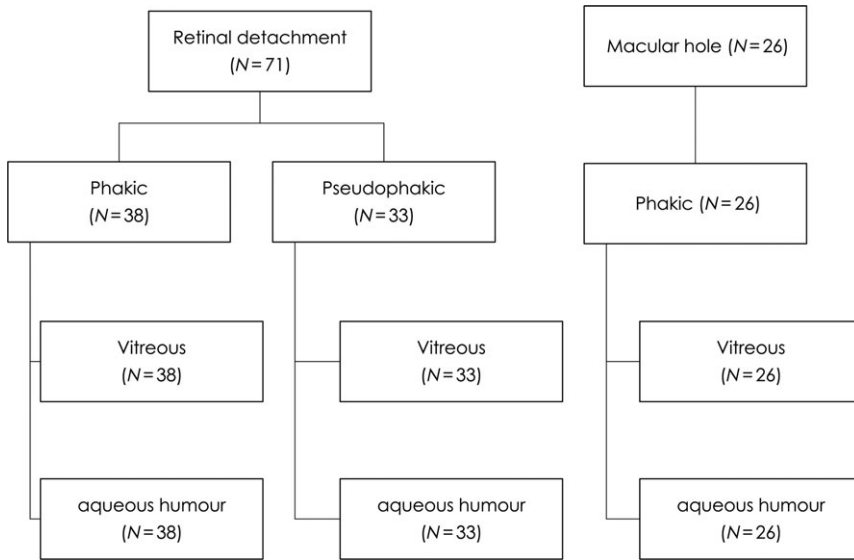 Retinal detachment
(N=71)
Macular hole (N=26)
Phakic
(N=38)
Pseudophakic
(N=33)
Phakic (N=26)
Vitreous
(N=38)
Vitreous
(N=33)
Vitreous
(N=26)
aqueous humour
(N=38)
aqueous humour
(N=33)
aqueous humour
(N=26)